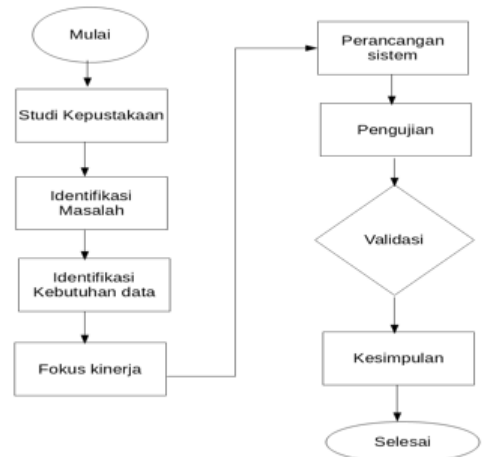 Mulai
Studi Kepustakaan
Identifikasi
Masalah
Identifikasi
Kebutuhan data
Fokus kinerja
Perancangan
sistem
Pengujian
Validasi
Kesimpulan
Selesai